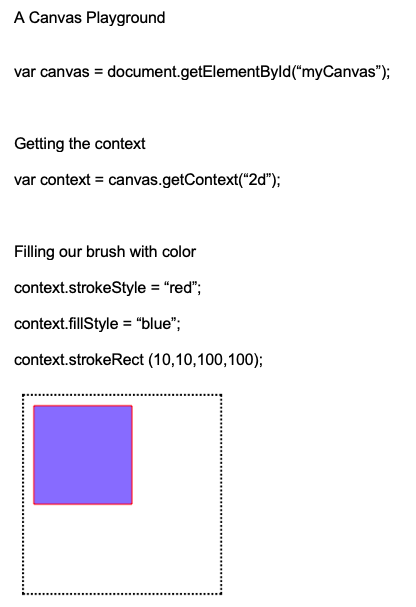 A Canvas Playground
var canvas = document.getElementById(“myCanvas”);
Getting the context
var context = canvas.getContext(“2d”);
Filling our brush with color
context.strokeStyle = “red”;
context.fillStyle = “blue”;
context.strokeRect (10,10,100,100);